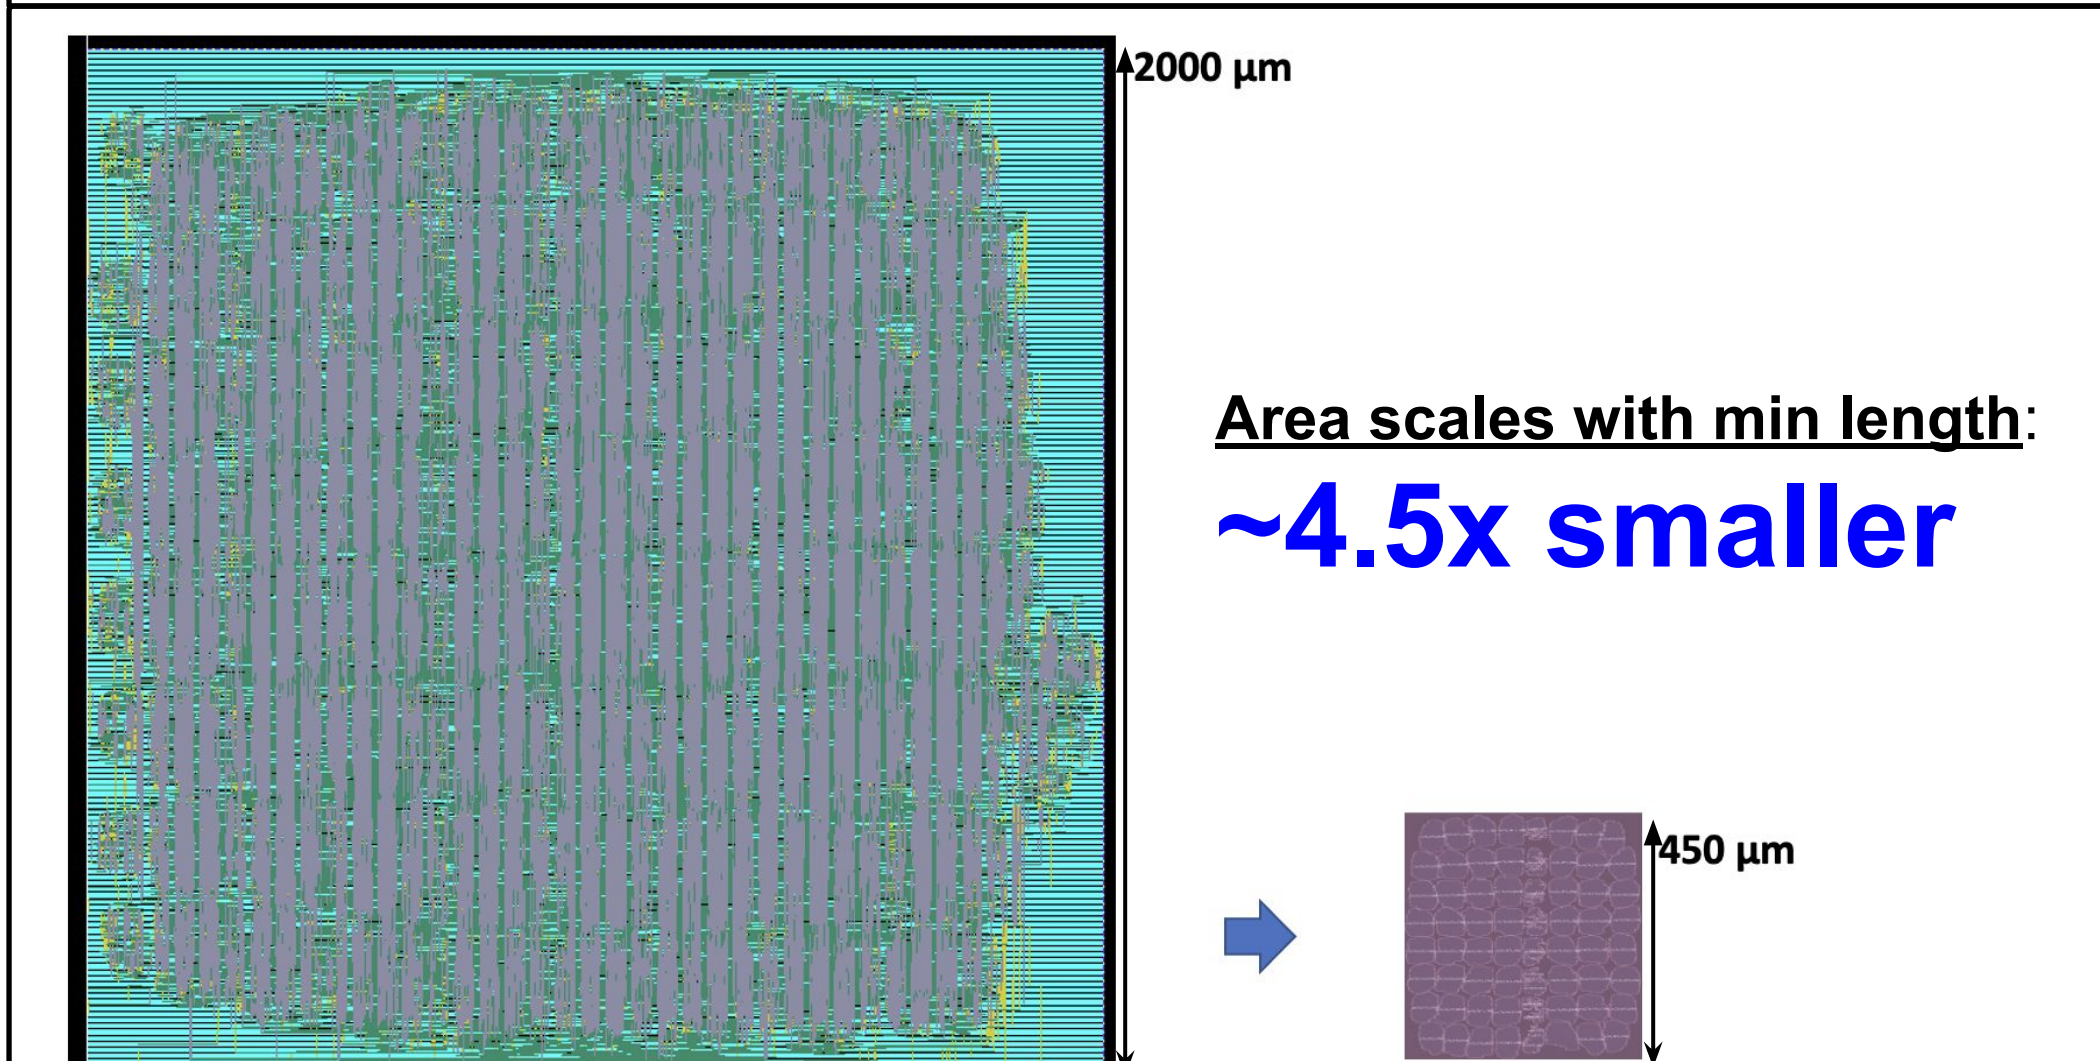 2000 μm
Area scales with min length:
~4.5x smaller
450 μm